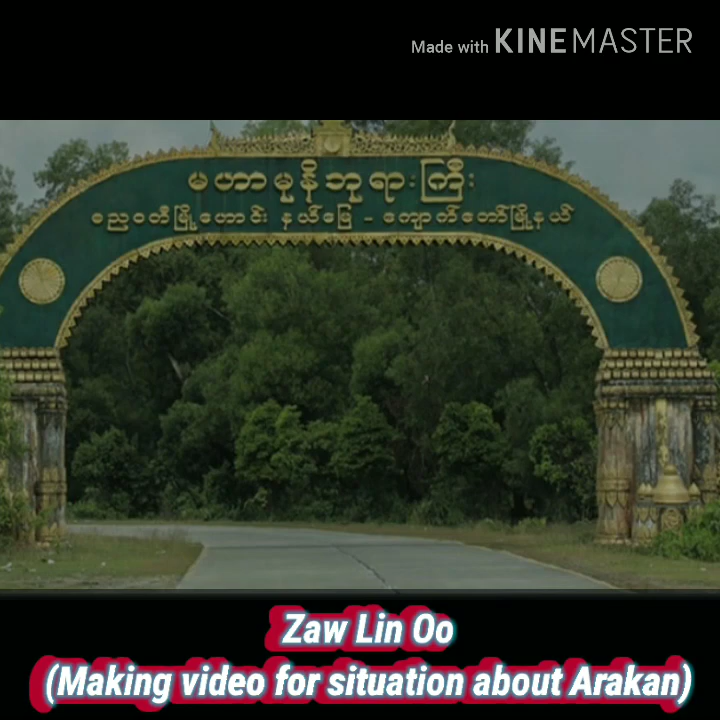 Made with KINEMASTER
မဟာမုနိဘုရားကြီး
ဓညဝတီမြို့ဟောင်း နယ်မြေ - ကျောက်တော်မြို့နယ်
Zaw Lin Oo
(Making video for situation about Arakan)